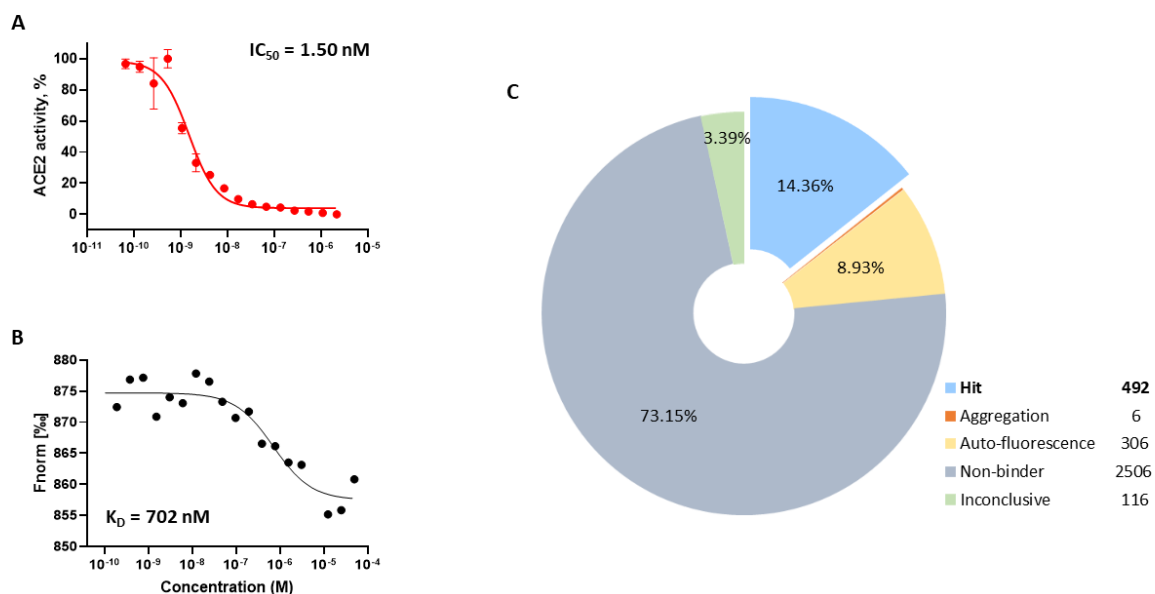 A
IC₅₀ = 1.50 nM
ACE2 activity, %
100
80
60
40
20
0
10⁻¹¹ 10⁻¹⁰ 10⁻⁹ 10⁻⁸ 10⁻⁷ 10⁻⁶ 10⁻⁵
B
Fnorm [‰]
880
875
870
865
860
855
850
K_D = 702 nM
10⁻¹⁰ 10⁻⁹ 10⁻⁸ 10⁻⁷ 10⁻⁶ 10⁻⁵ 10⁻⁴
Concentration (M)
C
3.39%
14.36%
8.93%
73.15%
Hit 492
Aggregation 6
Auto-fluorescence 306
Non-binder 2506
Inconclusive 116